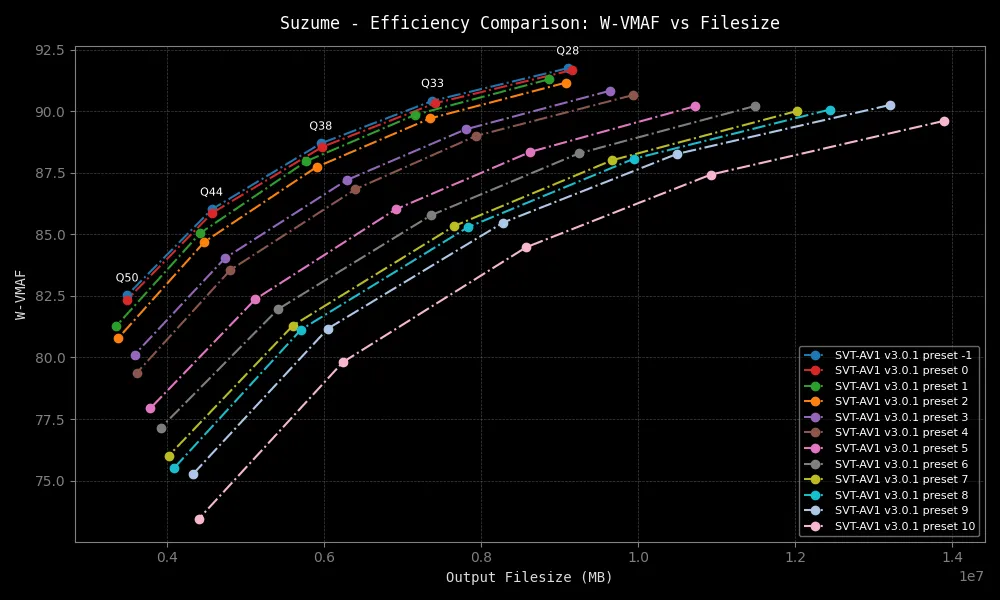 Suzume - Efficiency Comparison: W-VMAF vs Filesize
92.5
90.0
87.5
85.0
82.5
80.0
77.5
75.0
W-VMAF
Q28
Q33
Q38
Q44
Q50
SVT-AV1 v3.0.1 preset -1
SVT-AV1 v3.0.1 preset 0
SVT-AV1 v3.0.1 preset 1
SVT-AV1 v3.0.1 preset 2
SVT-AV1 v3.0.1 preset 3
SVT-AV1 v3.0.1 preset 4
SVT-AV1 v3.0.1 preset 5
SVT-AV1 v3.0.1 preset 6
SVT-AV1 v3.0.1 preset 7
SVT-AV1 v3.0.1 preset 8
SVT-AV1 v3.0.1 preset 9
SVT-AV1 v3.0.1 preset 10
0.4 0.6 0.8 1.0 1.2 1.4
1e7
Output Filesize (MB)